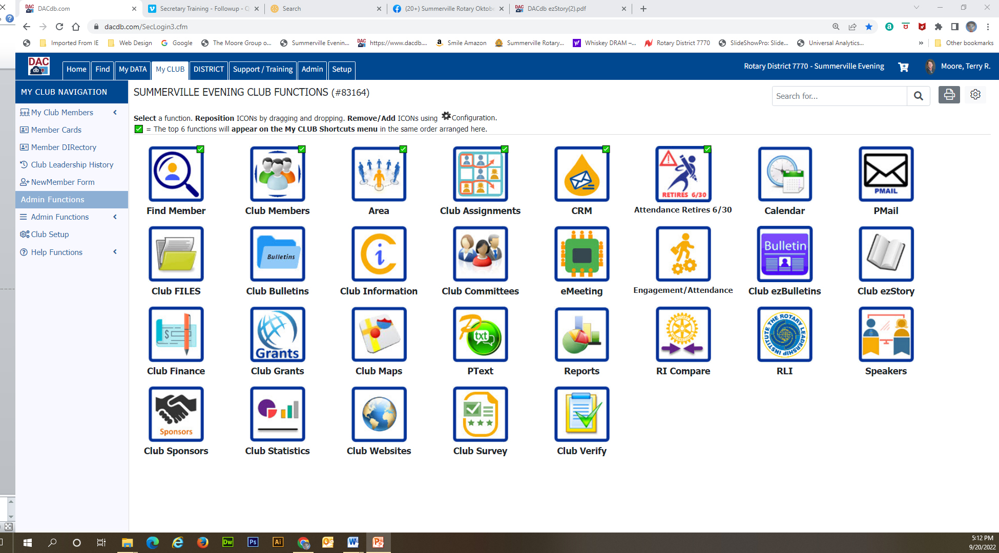 DACdb.com
Secretary Training - Followup - Q
Search
(20+) Summerville Rotary Oktobe
DACdb ezStory(2).pdf
dacdb.com/SecLogin3.cfm
Imported From IE
Web Design
Google
The Moore Group o...
Summerville Evenin...
https://www.dacdb....
Smile Amazon
Summerville Rotary...
Whiskey DRAM –...
Rotary District 7770
SlideShowPro: Slide...
Universal Analytics...
»
Other bookmarks
DAC
db
Home
Find
My DATA
My CLUB
DISTRICT
Support / Training
Admin
Setup
Rotary District 7770 - Summerville Evening
Moore, Terry R.
MY CLUB NAVIGATION
My Club Members
Member Cards
Member DIRectory
Club Leadership History
NewMember Form
Admin Functions
Admin Functions
Club Setup
Help Functions
SUMMERVILLE EVENING CLUB FUNCTIONS (#83164)
Search for...
Select a function. Reposition ICONs by dragging and dropping. Remove/Add ICONs using Configuration.
= The top 6 functions will appear on the My CLUB Shortcuts menu in the same order arranged here.
RETIRES 6/30
PMAIL
Find Member
Club Members
Area
Club Assignments
CRM
Attendance Retires 6/30
Calendar
PMail
Bulletins
i
Bulletin
Club FILES
Club Bulletins
Club Information
Club Committees
eMeeting
Engagement/Attendance
Club ezBulletins
Club ezStory
$
Grants
P
txt
THE ROTARY LEADERSHIP INSTITUTE
Club Finance
Club Grants
Club Maps
PText
Reports
RI Compare
RLI
Speakers
Sponsors
Club Sponsors
Club Statistics
Club Websites
Club Survey
Club Verify
Dw
Ps
Ai
5:12 PM
9/20/2022